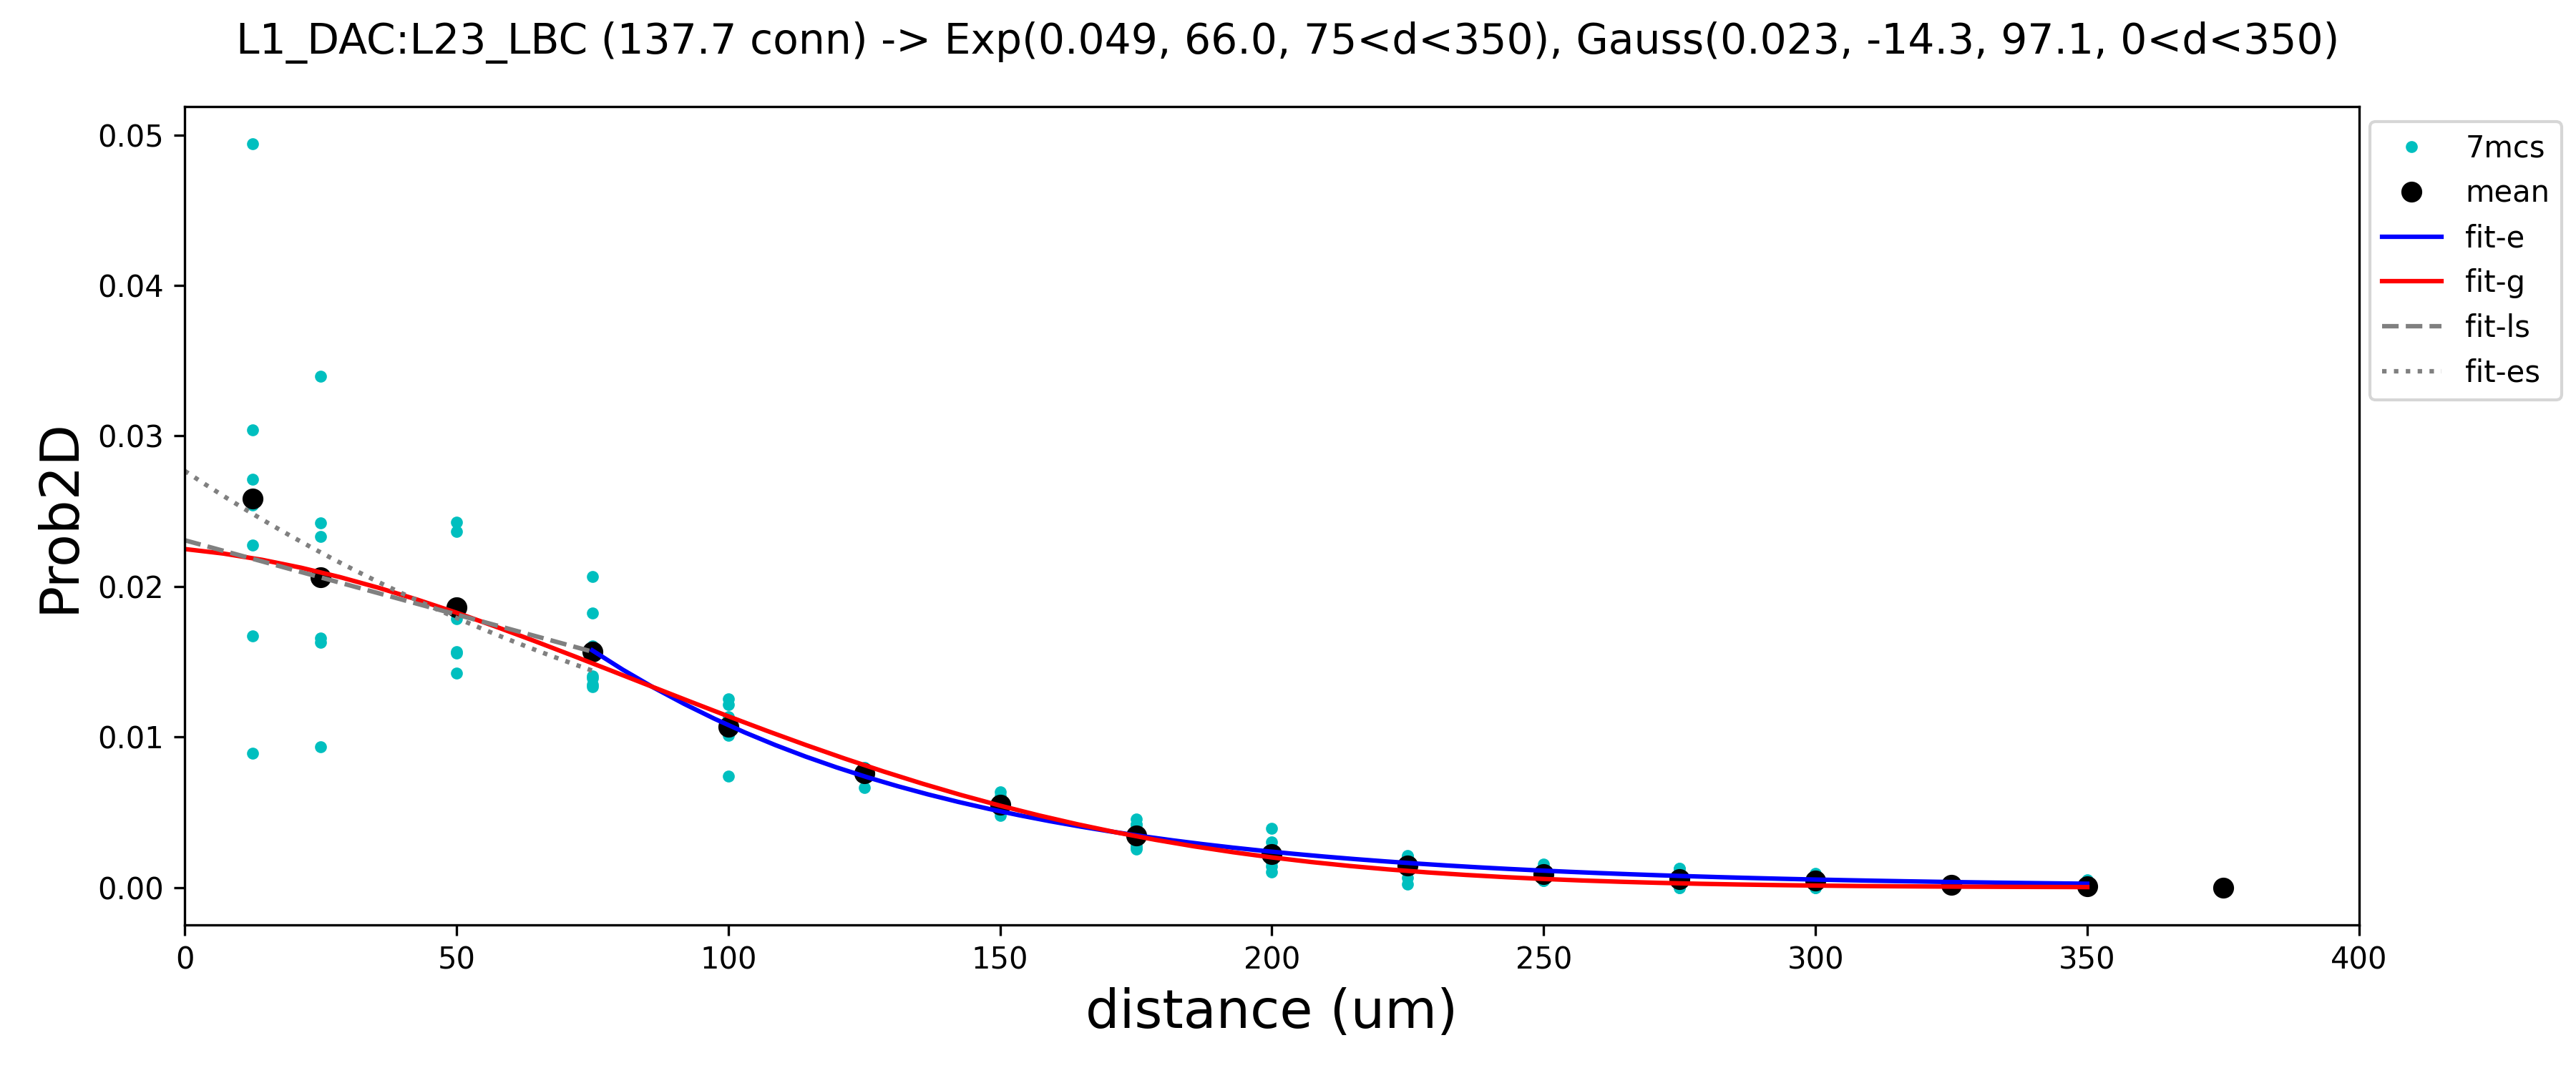 L1_DAC:L23_LBC (137.7 conn) -> Exp(0.049, 66.0, 75<d<350), Gauss(0.023, -14.3, 97.1, 0<d<350)
0.05
0.04
0.03
0.02
0.01
0.00
Prob2D
0 50 100 150 200 250 300 350 400
distance (um)
7mcs
mean
fit-e
fit-g
fit-ls
fit-es